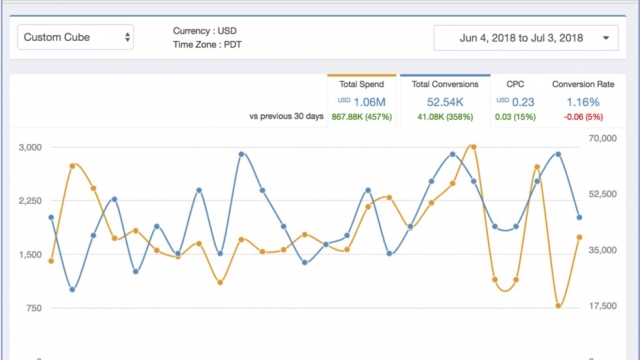 Custom Cube
Currency : USD
Time Zone : PDT
Jun 4, 2018 to Jul 3, 2018
Total Spend Total Conversions CPC Conversion Rate
USD 1.06M 52.54K USD 0.23 1.16%
vs previous 30 days 867.88K (457%) 41.08K (358%) 0.03 (15%) -0.06 (5%)
3,000 70,000
2,250 52,500
1,500 35,000
750 17,500